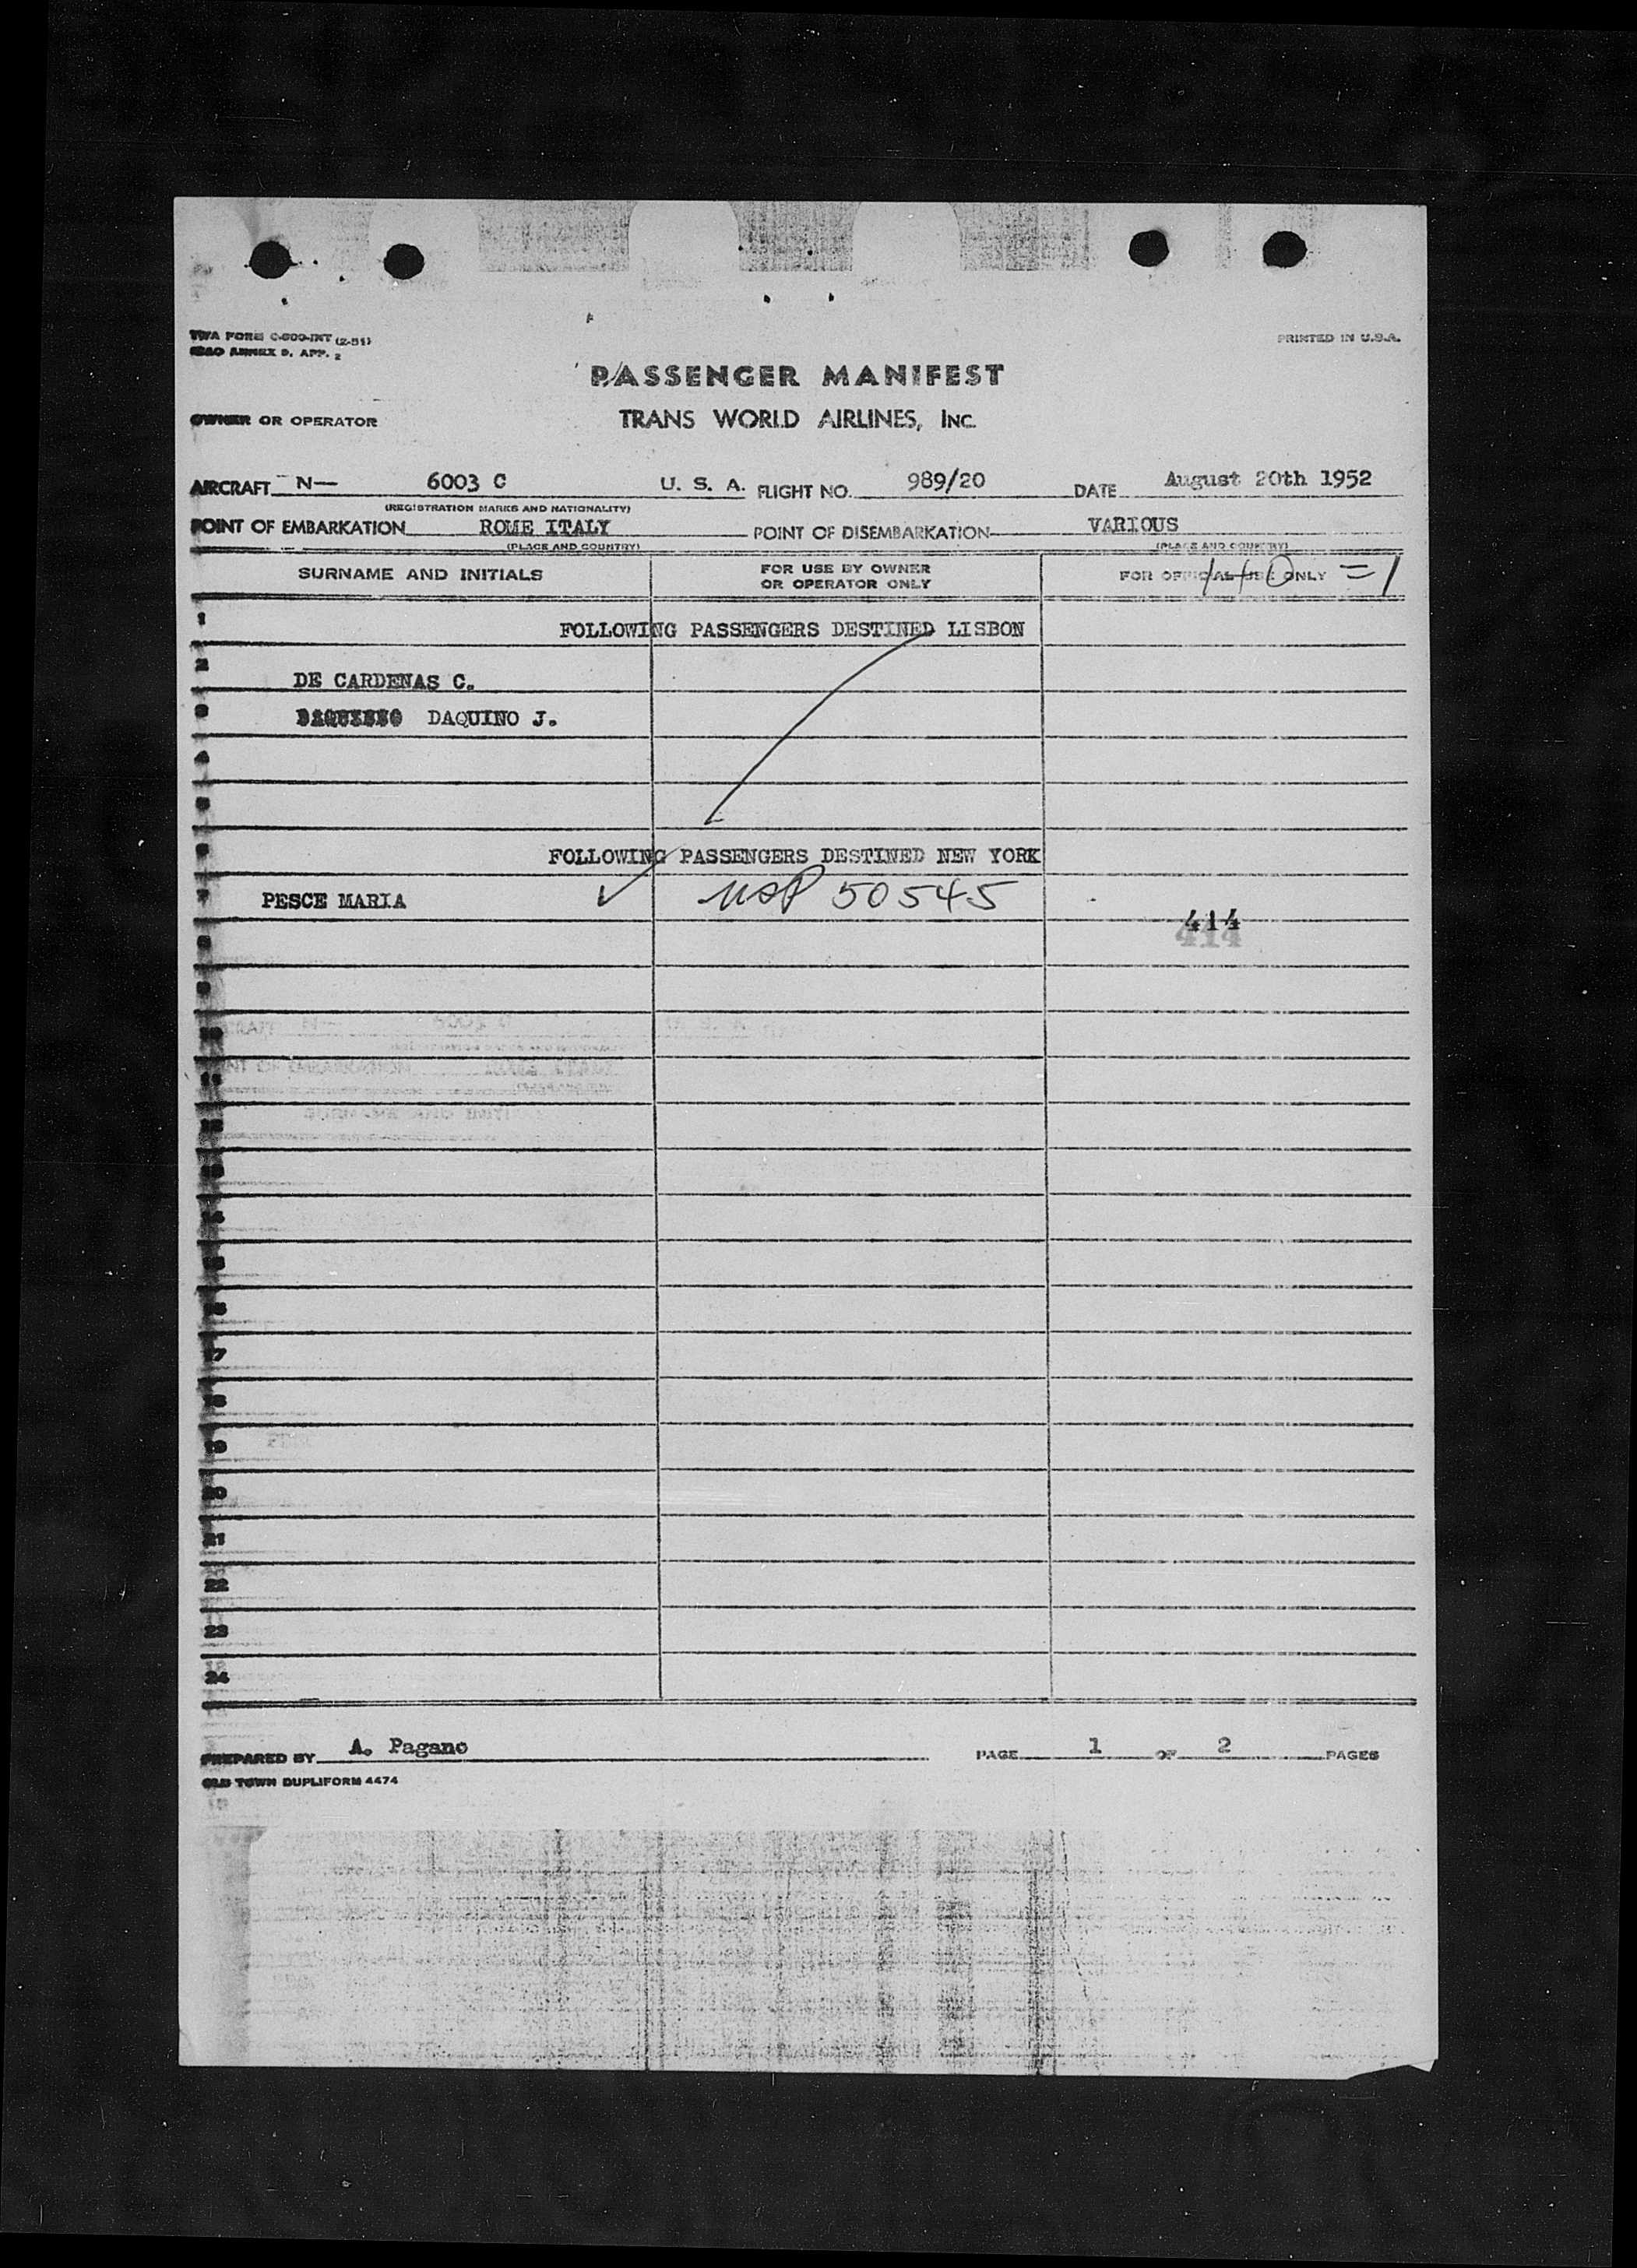 TWA FORM C-600-INT (2-51)
ICAO ANNEX 9, APP. 2
PRINTED IN U.S.A.
PASSENGER MANIFEST
OWNER OR OPERATOR TRANS WORLD AIRLINES, INC.
AIRCRAFT N— 6003 C U. S. A. FLIGHT NO. 989/20 DATE August 20th 1952
(REGISTRATION MARKS AND NATIONALITY)
POINT OF EMBARKATION ROME ITALY POINT OF DISEMBARKATION VARIOUS
(PLACE AND COUNTRY) (PLACE AND COUNTRY)
SURNAME AND INITIALS FOR USE BY OWNER OR OPERATOR ONLY FOR OFFICIAL USE ONLY 1+0 =1
1 FOLLOWING PASSENGERS DESTINED LISBON
2 DE CARDENAS C.
3 DAQUINO J.
4
5
6 FOLLOWING PASSENGERS DESTINED NEW YORK
7 PESCE MARIA USP 50545
414
414
8
9
10
11
12
13
14
15
16
17
18
19
20
21
22
23
24
PREPARED BY A. Pagano PAGE 1 OF 2 PAGES
OLD TOWN DUPLIFORM 4474